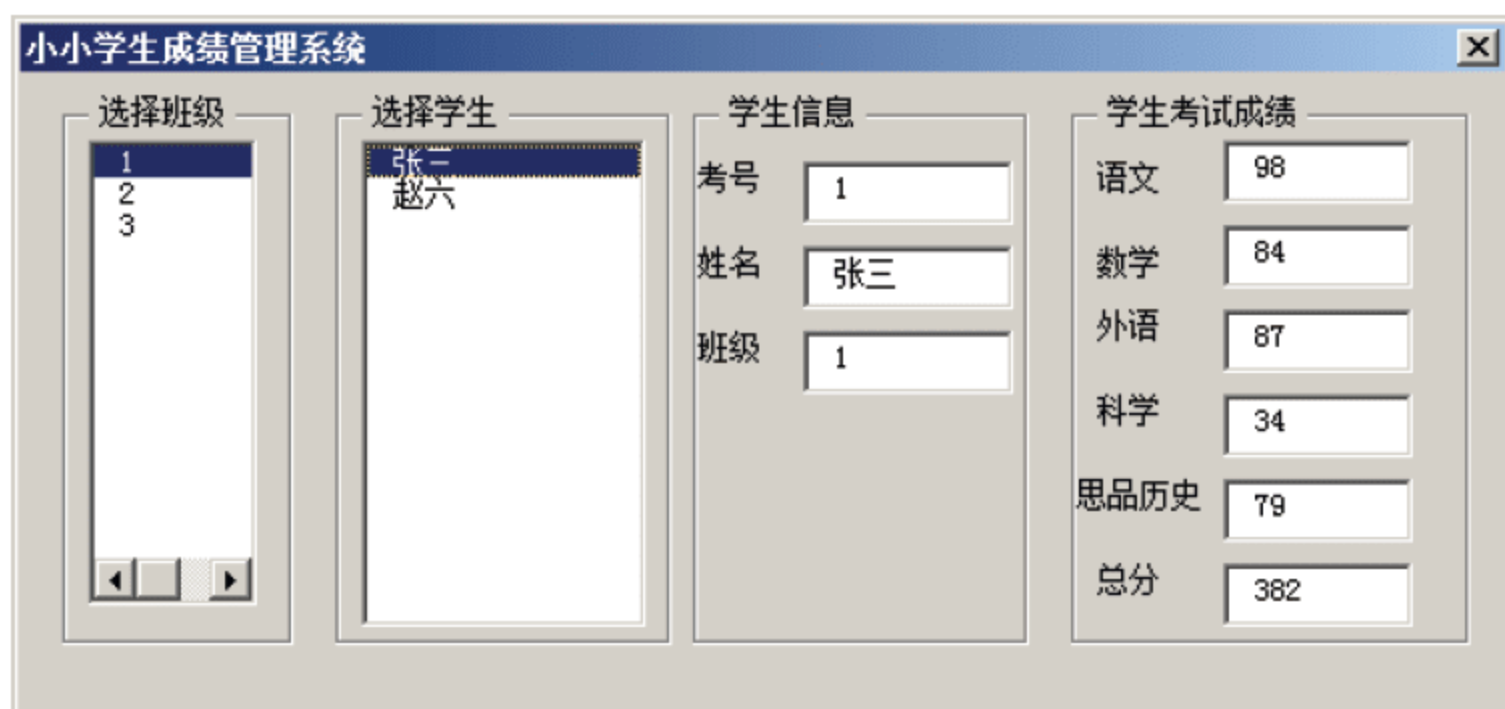 小小学生成绩管理系统
选择班级
1
2
3
选择学生
张三
赵六
学生信息
考号 1
姓名 张三
班级 1
学生考试成绩
语文 98
数学 84
外语 87
科学 34
思品历史 79
总分 382